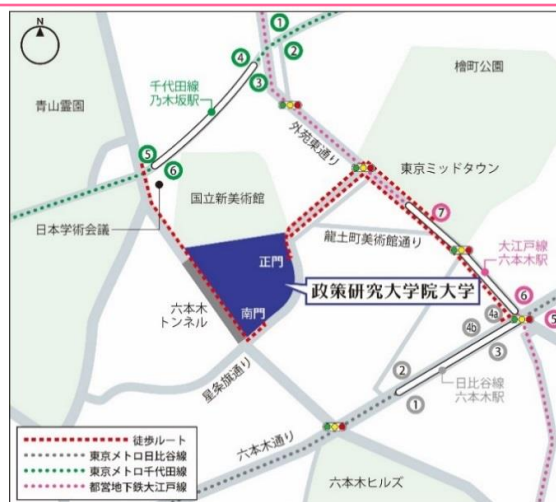 N
①
②
④
③
千代田線
乃木坂駅
檜町公園
青山霊園
外苑東通り
⑤
⑥
国立新美術館
東京ミッドタウン
日本学術会議
⑦
龍土町美術館通り
大江戸線
六本木駅
正門
政策研究大学院大学
六本木
トンネル
南門
⑥
⑤
4a
4b
③
星条旗通り
②
①
日比谷線
六本木駅
六本木通り
六本木ヒルズ
徒歩ルート
東京メトロ日比谷線
東京メトロ千代田線
都営地下鉄大江戸線